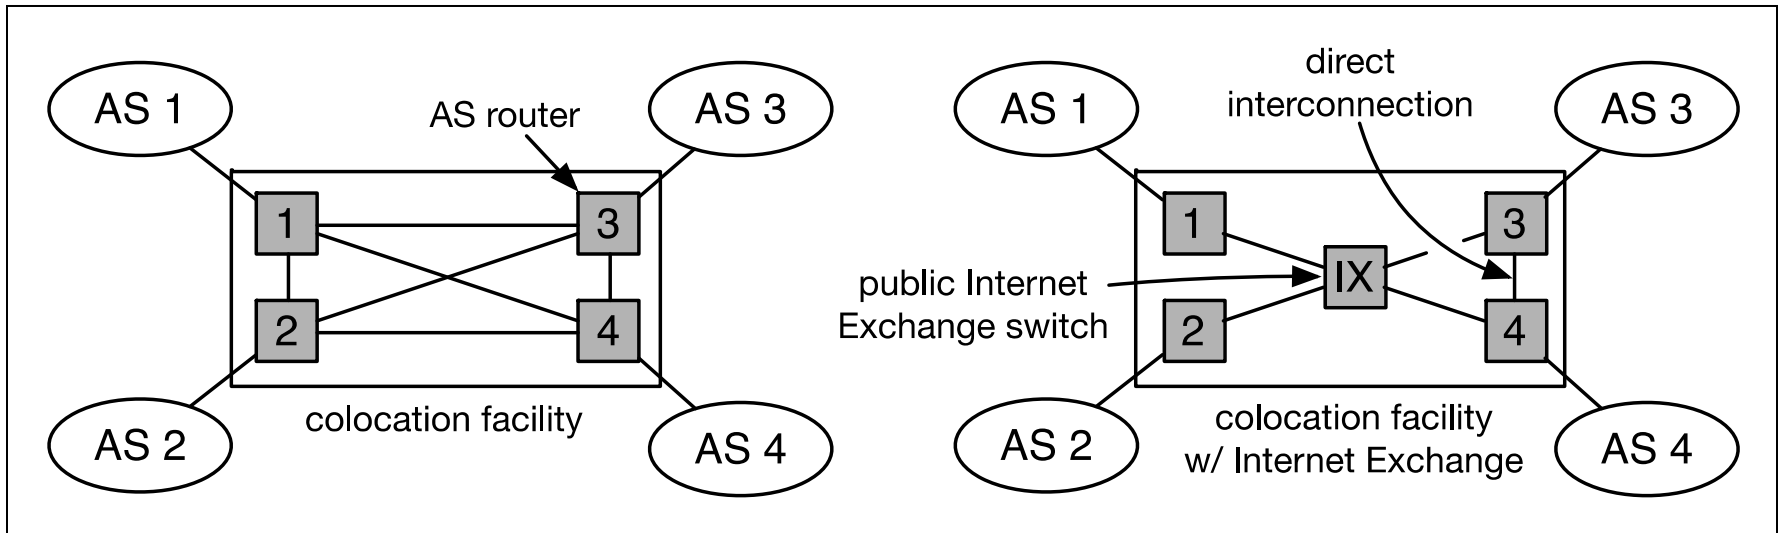 AS 1
AS router
AS 3
1
3
2
4
AS 2
colocation facility
AS 4
direct
interconnection
AS 1
AS 3
1
3
IX
public Internet
Exchange switch
2
4
AS 2
colocation facility
w/ Internet Exchange
AS 4